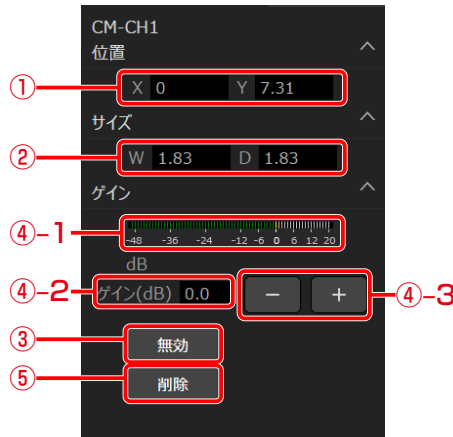 CM-CH1
位置
① X 0 Y 7.31
サイズ
② W 1.83 D 1.83
ゲイン
④-1 -48 -36 -24 -12 -6 0 6 12 20
dB
④-2 ゲイン(dB) 0.0 － ＋ ④-3
③ 無効
⑤ 削除